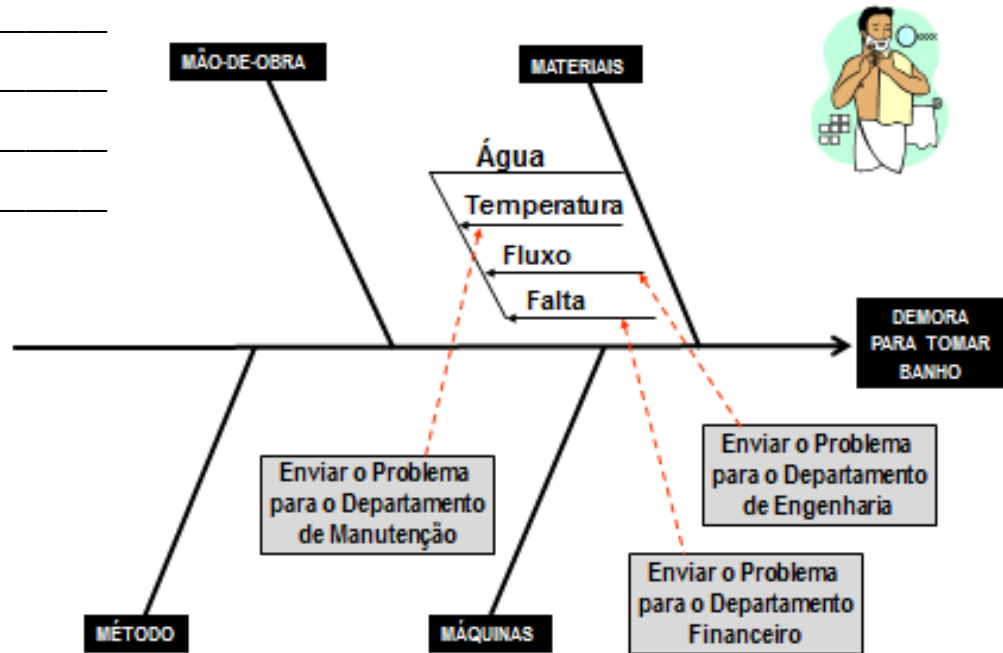 MÃO-DE-OBRA
MATERIAIS
Água
Temperatura
Fluxo
Falta
DEMORA
PARA TOMAR
BANHO
Enviar o Problema
para o Departamento
de Manutenção
Enviar o Problema
para o Departamento
de Engenharia
Enviar o Problema
para o Departamento
Financeiro
MÉTODO
MÁQUINAS